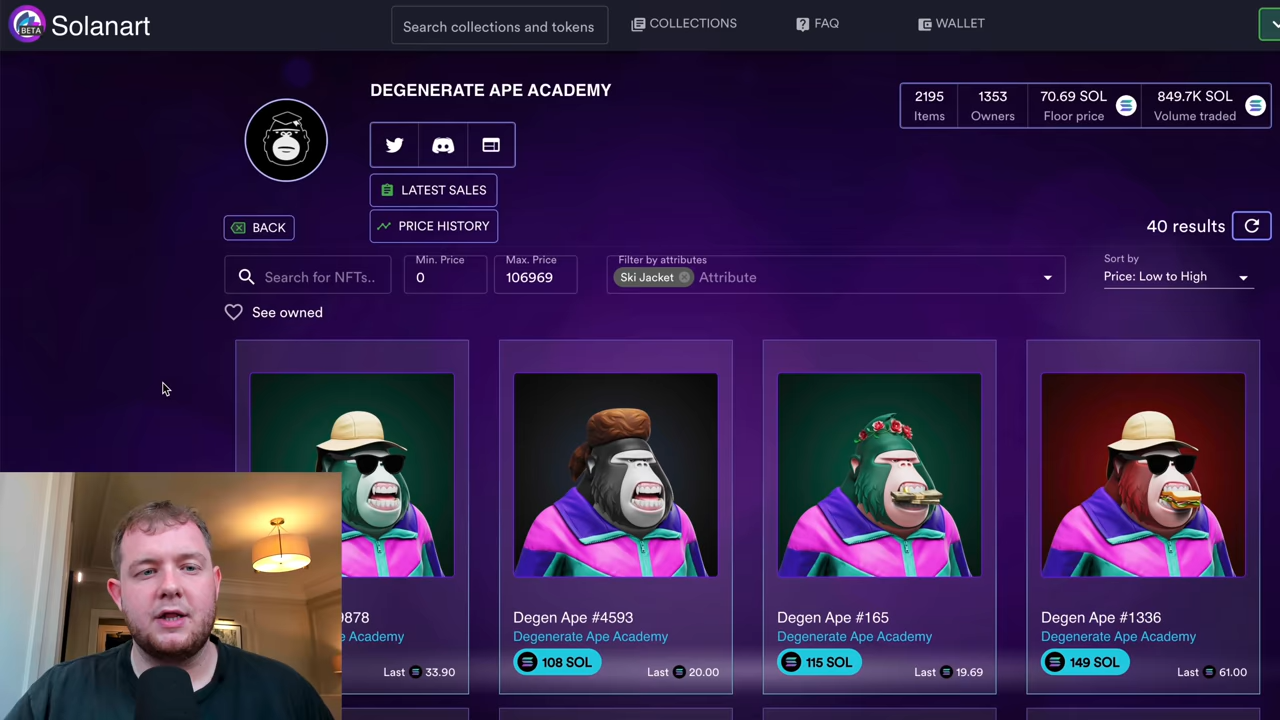 BETA
Solanart
Search collections and tokens
COLLECTIONS
FAQ
WALLET
DEGENERATE APE ACADEMY
2195
Items
1353
Owners
70.69 SOL
Floor price
849.7K SOL
Volume traded
LATEST SALES
PRICE HISTORY
BACK
40 results
Search for NFTs..
Min. Price
0
Max. Price
106969
Filter by attributes
Ski Jacket
Attribute
Sort by
Price: Low to High
See owned
878
e Ape Academy
Last 33.90
Degen Ape #4593
Degenerate Ape Academy
108 SOL
Last 20.00
Degen Ape #165
Degenerate Ape Academy
115 SOL
Last 19.69
Degen Ape #1336
Degenerate Ape Academy
149 SOL
Last 61.00